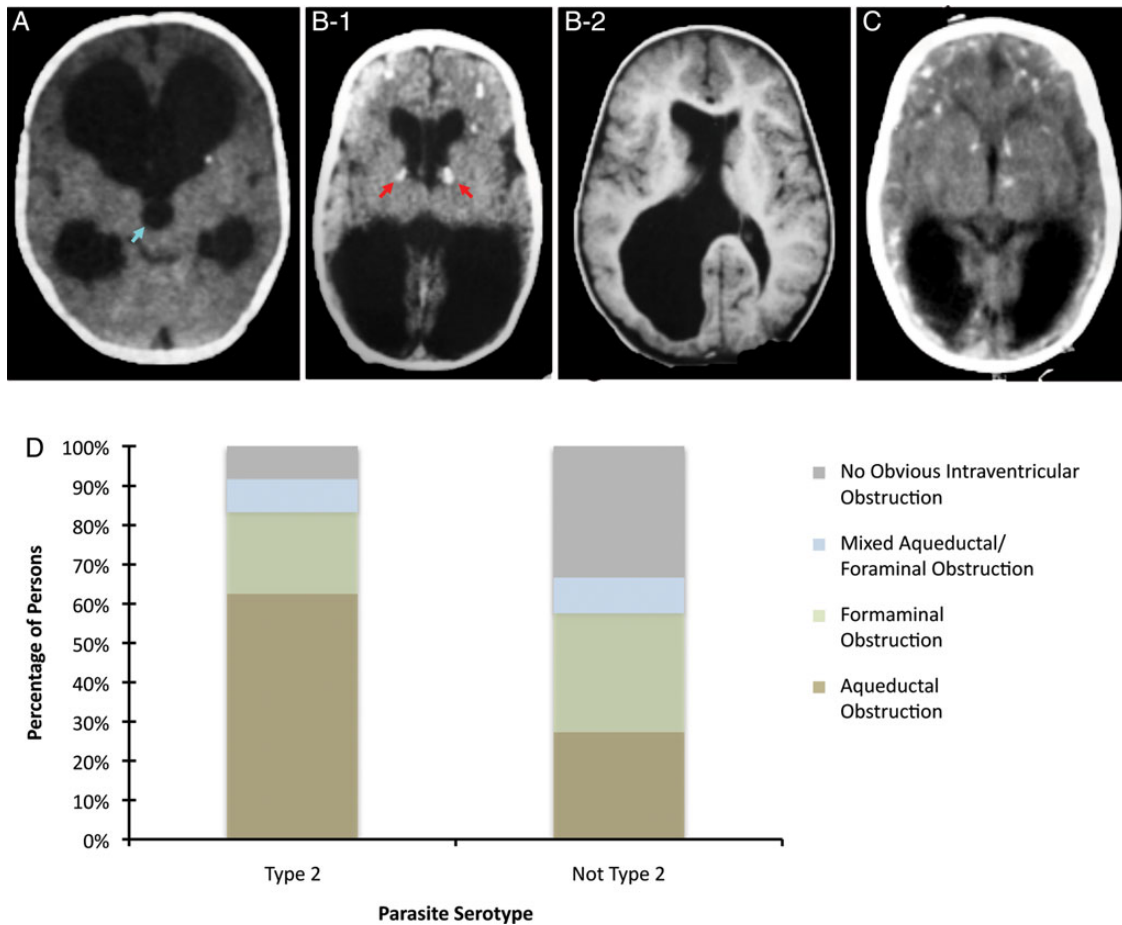 A
B-1
B-2
C
D
100%
90%
80%
70%
60%
50%
40%
30%
20%
10%
0%
Percentage of Persons
Type 2
Not Type 2
Parasite Serotype
No Obvious Intraventricular
Obstruction
Mixed Aqueductal/
Foraminal Obstruction
Formaminal
Obstruction
Aqueductal
Obstruction